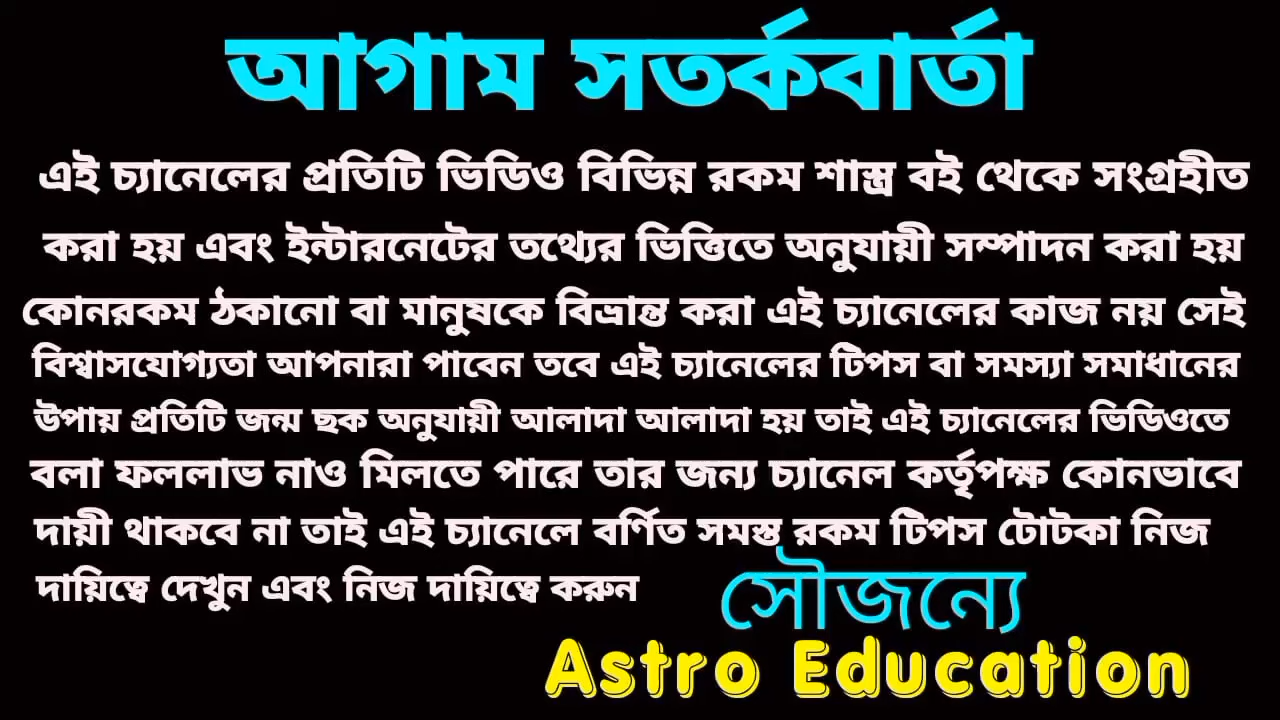 আগাম সতর্কবার্তা
এই চ্যানেলের প্রতিটি ভিডিও বিভিন্ন রকম শাস্ত্র বই থেকে সংগ্রহীত
করা হয় এবং ইন্টারনেটের তথ্যের ভিত্তিতে অনুযায়ী সম্পাদন করা হয়
কোনরকম ঠকানো বা মানুষকে বিভ্রান্ত করা এই চ্যানেলের কাজ নয় সেই
বিশ্বাসযোগ্যতা আপনারা পাবেন তবে এই চ্যানেলের টিপস বা সমস্যা সমাধানের
উপায় প্রতিটি জন্ম ছক অনুযায়ী আলাদা আলাদা হয় তাই এই চ্যানেলের ভিডিওতে
বলা ফললাভ নাও মিলতে পারে তার জন্য চ্যানেল কর্তৃপক্ষ কোনভাবে
দায়ী থাকবে না তাই এই চ্যানেলে বর্ণিত সমস্ত রকম টিপস টোটকা নিজ
দায়িত্বে দেখুন এবং নিজ দায়িত্বে করুন
সৌজন্যে
Astro Education